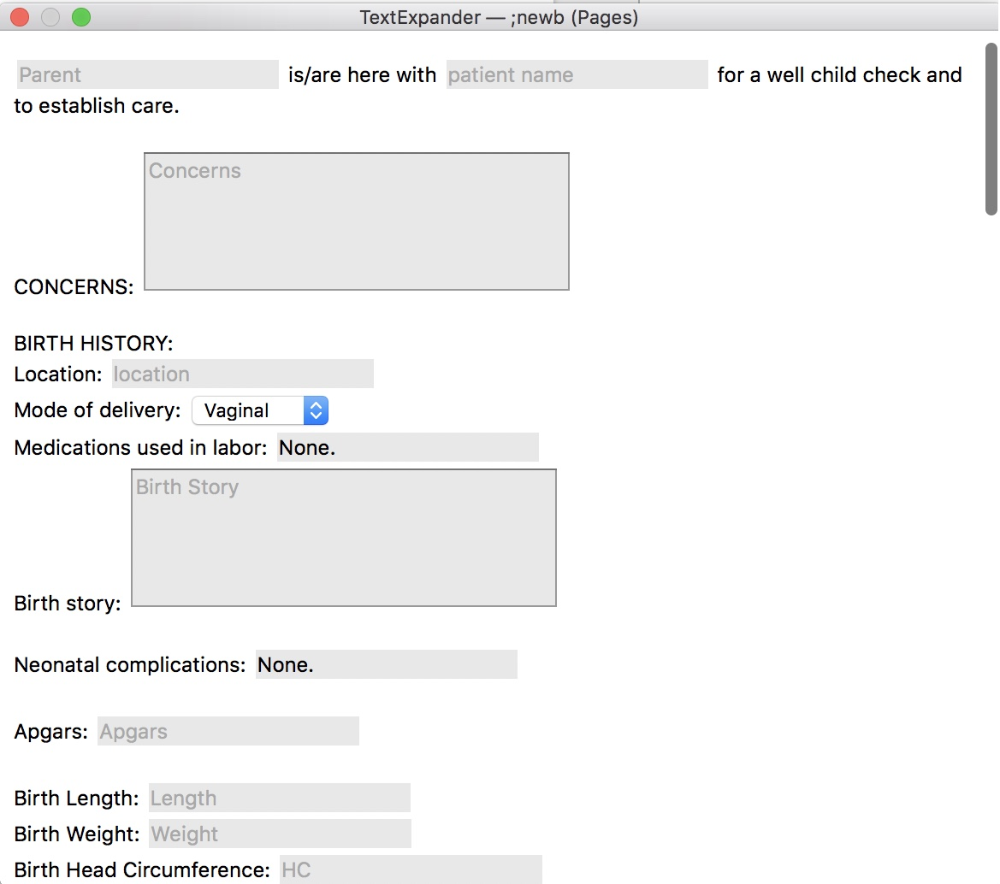 TextExpander — ;newb (Pages)
Parent is/are here with patient name for a well child check and
to establish care.
Concerns
CONCERNS:
BIRTH HISTORY:
Location: location
Mode of delivery: Vaginal
Medications used in labor: None.
Birth Story
Birth story:
Neonatal complications: None.
Apgars: Apgars
Birth Length: Length
Birth Weight: Weight
Birth Head Circumference: HC